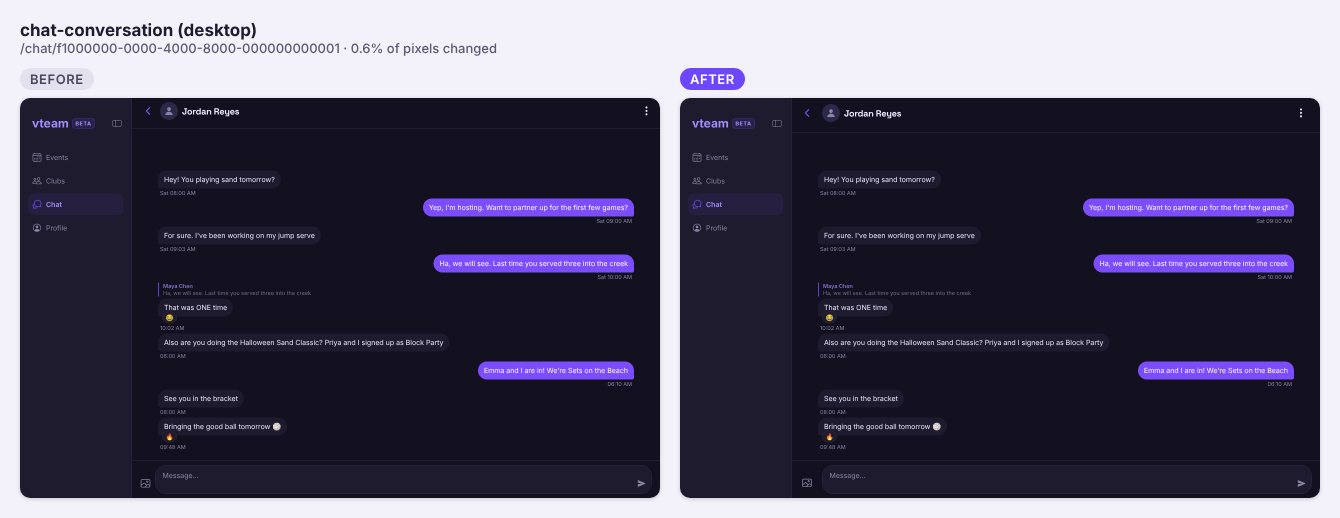 chat-conversation (desktop)
/chat/f1000000-0000-4000-8000-000000000001 · 0.6% of pixels changed
BEFORE
vteam BETA
Events
Clubs
Chat
Profile
Jordan Reyes
Hey! You playing sand tomorrow?
Sat 08:00 AM
Yep, I'm hosting. Want to partner up for the first few games?
Sat 09:00 AM
For sure. I've been working on my jump serve
Sat 09:03 AM
Ha, we will see. Last time you served three into the creek
Sat 10:00 AM
Maya Chen
Ha, we will see. Last time you served three into the creek
That was ONE time
😂
10:02 AM
Also are you doing the Halloween Sand Classic? Priya and I signed up as Block Party
08:00 AM
Emma and I are in! We're Sets on the Beach
06:10 AM
See you in the bracket
08:00 AM
Bringing the good ball tomorrow 🏐
🔥
09:48 AM
Message...
AFTER
vteam BETA
Events
Clubs
Chat
Profile
Jordan Reyes
Hey! You playing sand tomorrow?
Sat 08:00 AM
Yep, I'm hosting. Want to partner up for the first few games?
Sat 09:00 AM
For sure. I've been working on my jump serve
Sat 09:03 AM
Ha, we will see. Last time you served three into the creek
Sat 10:00 AM
Maya Chen
Ha, we will see. Last time you served three into the creek
That was ONE time
😂
10:02 AM
Also are you doing the Halloween Sand Classic? Priya and I signed up as Block Party
08:00 AM
Emma and I are in! We're Sets on the Beach
06:10 AM
See you in the bracket
08:00 AM
Bringing the good ball tomorrow 🏐
🔥
09:48 AM
Message...